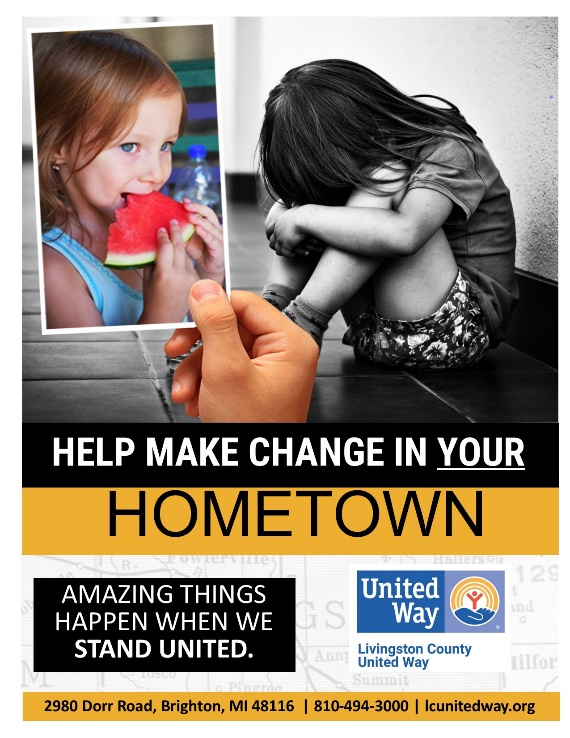 HELP MAKE CHANGE IN YOUR
HOMETOWN
AMAZING THINGS
HAPPEN WHEN WE
STAND UNITED.
United
Way
Livingston County
United Way
2980 Dorr Road, Brighton, MI 48116 | 810-494-3000 | lcunitedway.org